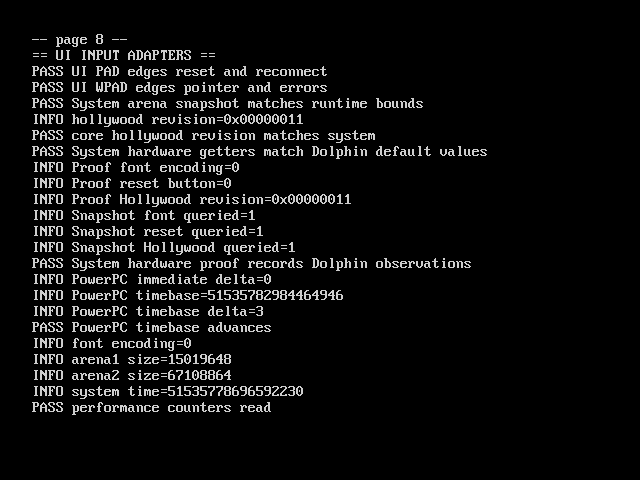 -- page 8 --
== UI INPUT ADAPTERS ==
PASS UI PAD edges reset and reconnect
PASS UI WPAD edges pointer and errors
PASS System arena snapshot matches runtime bounds
INFO hollywood revision=0x00000011
PASS core hollywood revision matches system
PASS System hardware getters match Dolphin default values
INFO Proof font encoding=0
INFO Proof reset button=0
INFO Proof Hollywood revision=0x00000011
INFO Snapshot font queried=1
INFO Snapshot reset queried=1
INFO Snapshot Hollywood queried=1
PASS System hardware proof records Dolphin observations
INFO PowerPC immediate delta=0
INFO PowerPC timebase=51535782984464946
INFO PowerPC timebase delta=3
PASS PowerPC timebase advances
INFO font encoding=0
INFO arena1 size=15019648
INFO arena2 size=67108864
INFO system time=51535778696592230
PASS performance counters read